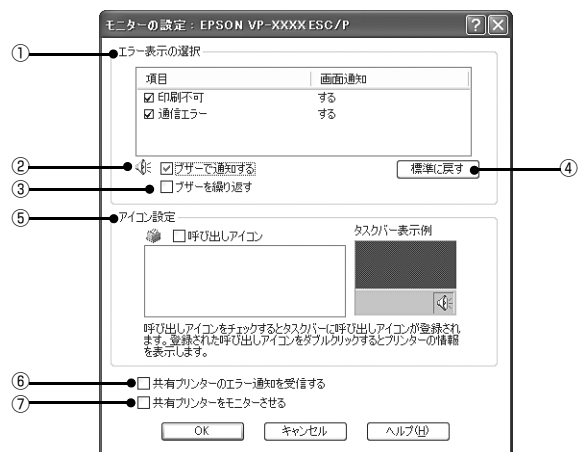 モニターの設定：EPSON VP-XXXX ESC/P
① エラー表示の選択
項目 画面通知
印刷不可 する
通信エラー する
② ブザーで通知する
標準に戻す ④
③ ブザーを繰り返す
⑤ アイコン設定
呼び出しアイコン
タスクバー表示例
呼び出しアイコンをチェックするとタスクバーに呼び出しアイコンが登録され
ます。登録された呼び出しアイコンをダブルクリックするとプリンターの情報
を表示します。
⑥ 共有プリンターのエラー通知を受信する
⑦ 共有プリンターをモニターさせる
OK キャンセル ヘルプ(H)